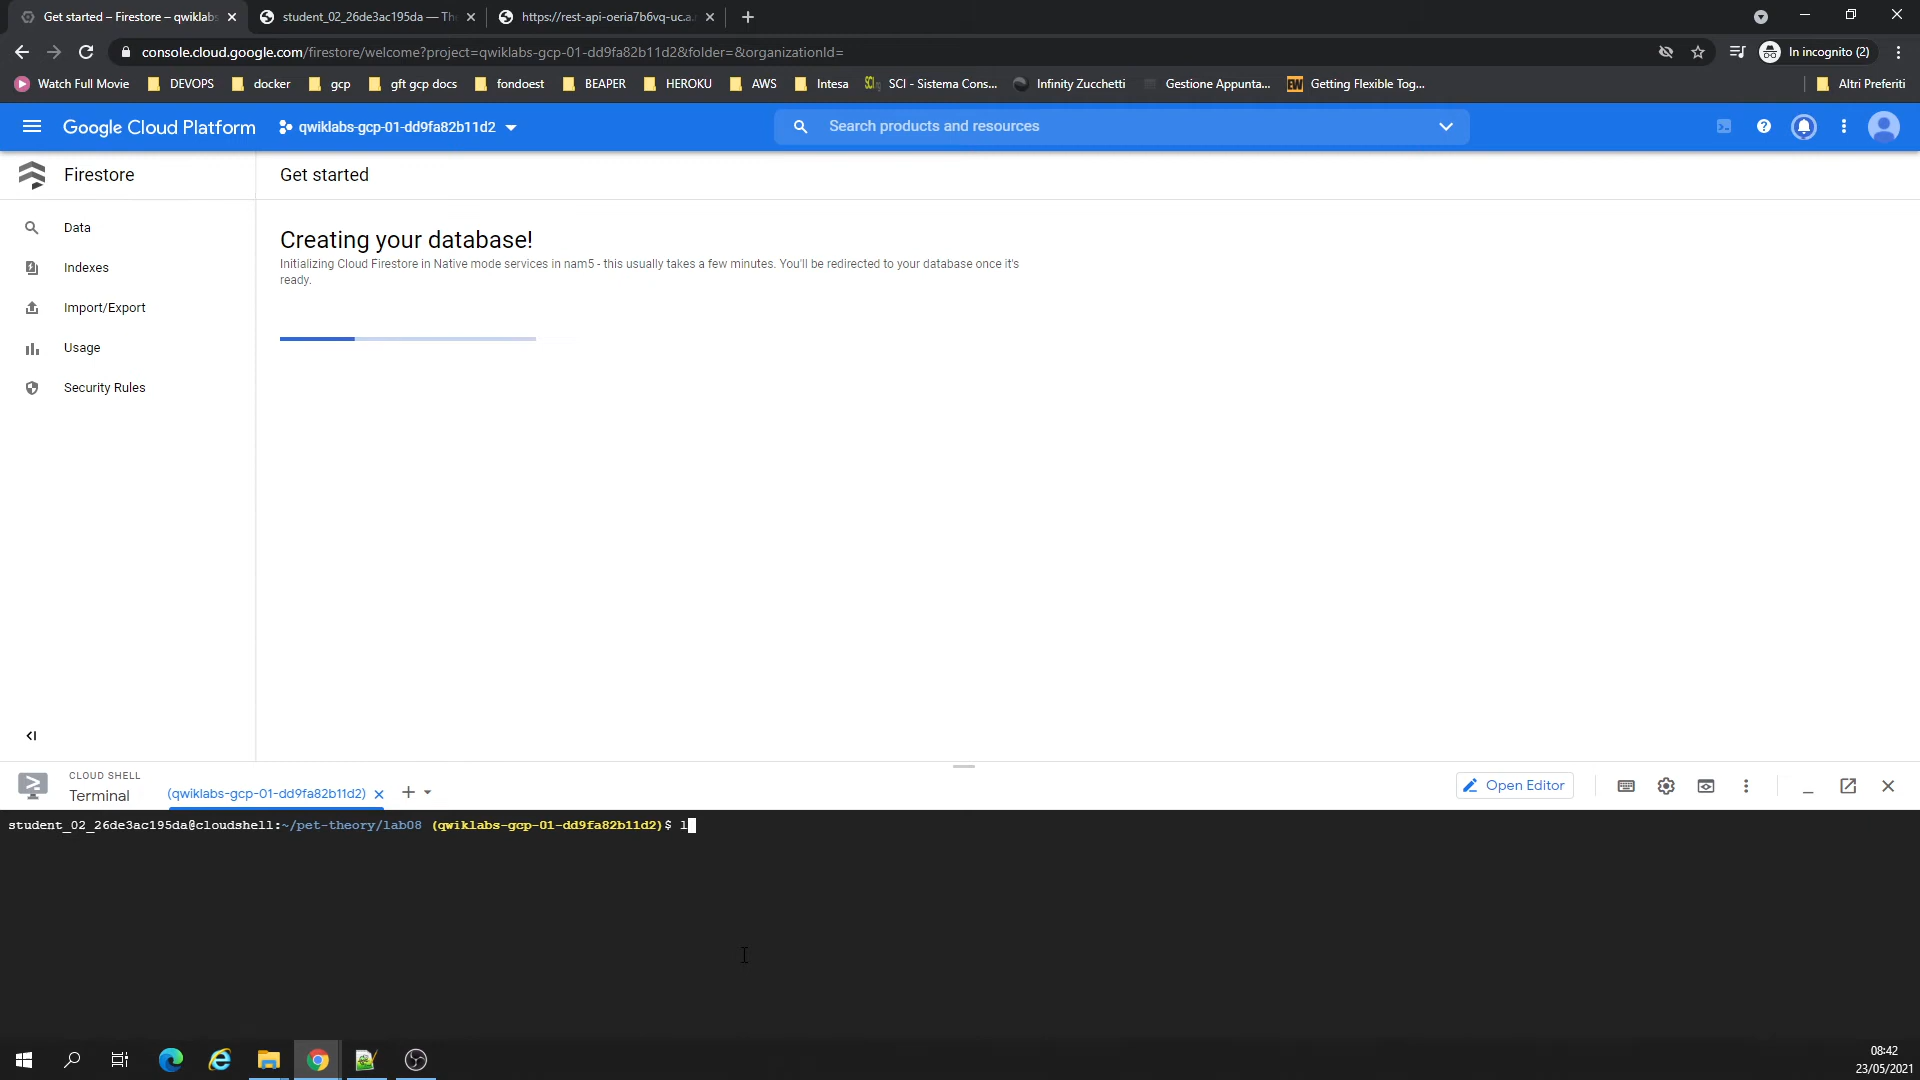 Get started – Firestore – qwiklabs
student_02_26de3ac195da — Th
https://rest-api-oeria7b6vq-uc.a.
console.cloud.google.com/firestore/welcome?project=qwiklabs-gcp-01-dd9fa82b11d2&folder=&organizationId=
In incognito (2)
Watch Full Movie
DEVOPS
docker
gcp
gft gcp docs
fondoest
BEAPER
HEROKU
AWS
Intesa
SCI - Sistema Cons...
Infinity Zucchetti
Gestione Appunta...
EW
Getting Flexible Tog...
Altri Preferiti
Google Cloud Platform
qwiklabs-gcp-01-dd9fa82b11d2
Search products and resources
Firestore
Get started
Data
Indexes
Import/Export
Usage
Security Rules
Creating your database!
Initializing Cloud Firestore in Native mode services in nam5 - this usually takes a few minutes. You'll be redirected to your database once it's
ready.
CLOUD SHELL
Terminal
(qwiklabs-gcp-01-dd9fa82b11d2)
Open Editor
student_02_26de3ac195da@cloudshell:~/pet-theory/lab08 (qwiklabs-gcp-01-dd9fa82b11d2)$ l
08:42
23/05/2021